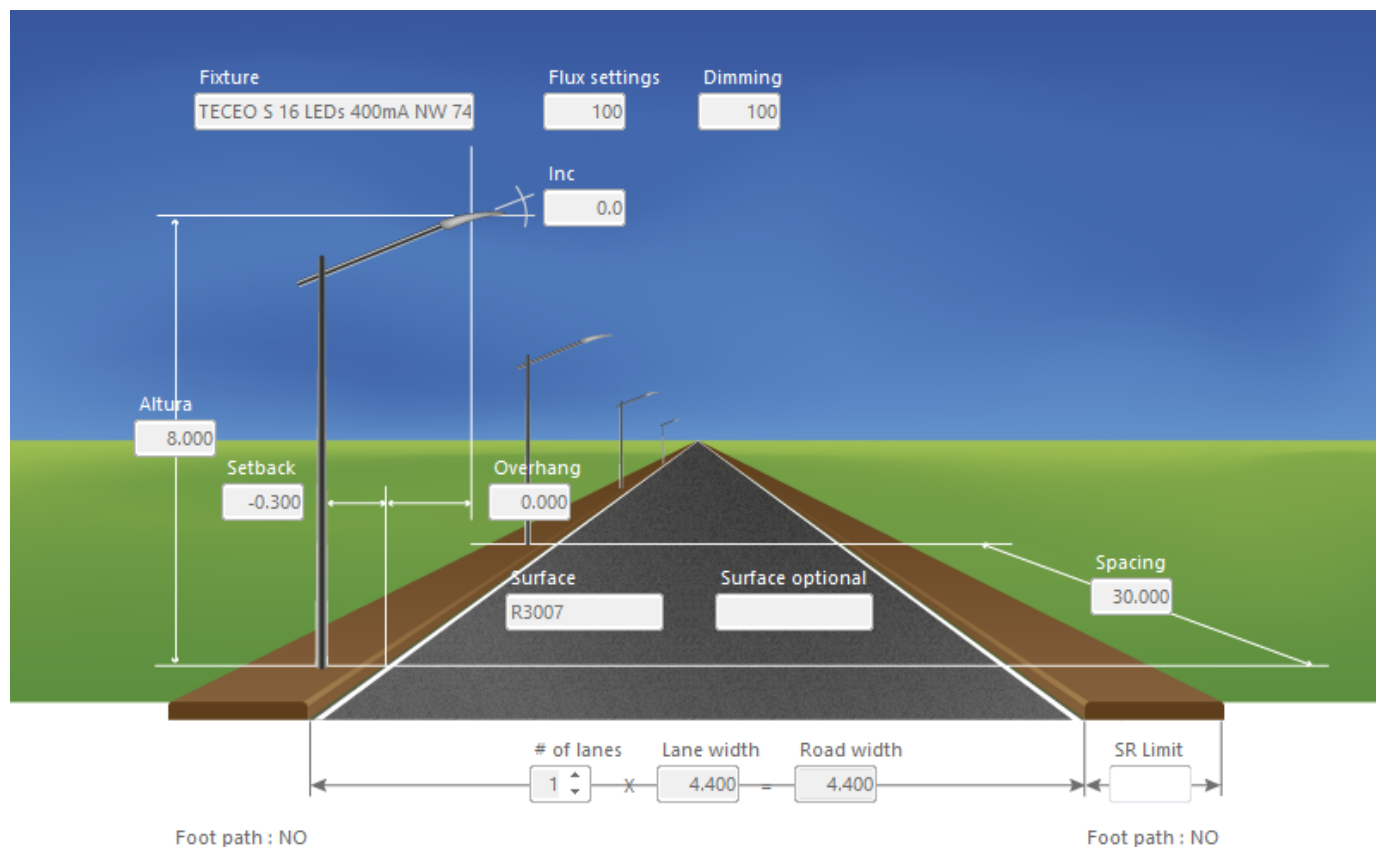 Fixture
Flux settings
Dimming
TECEO S 16 LEDs 400mA NW 74
100
100
Inc
0.0
Altura
8.000
Setback
Overhang
-0.300
0.000
Spacing
30.000
Surface
Surface optional
R3007
# of lanes
Lane width
Road width
SR Limit
1 x 4.400 = 4.400
Foot path : NO
Foot path : NO